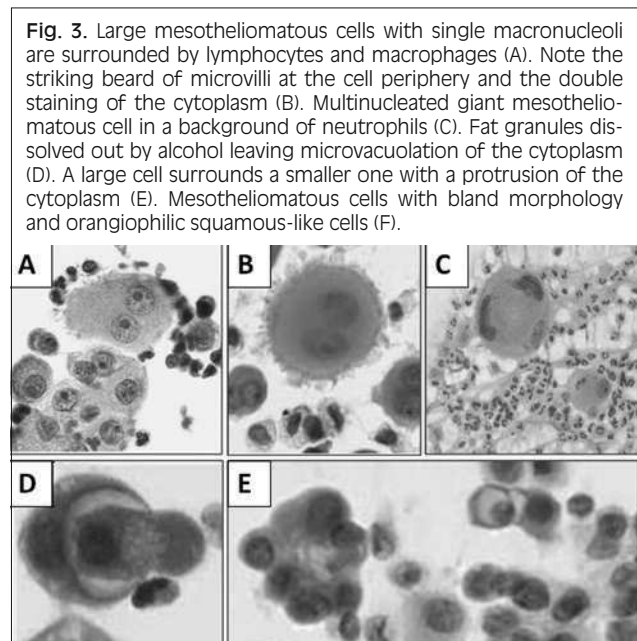 Fig. 3. Large mesotheliomatous cells with single macronucleoli
are surrounded by lymphocytes and macrophages (A). Note the
striking beard of microvilli at the cell periphery and the double
staining of the cytoplasm (B). Multinucleated giant mesothelio-
matous cell in a background of neutrophils (C). Fat granules dis-
solved out by alcohol leaving microvacuolation of the cytoplasm
(D). A large cell surrounds a smaller one with a protrusion of the
cytoplasm (E). Mesotheliomatous cells with bland morphology
and orangiophilic squamous-like cells (F).
A B C
D E